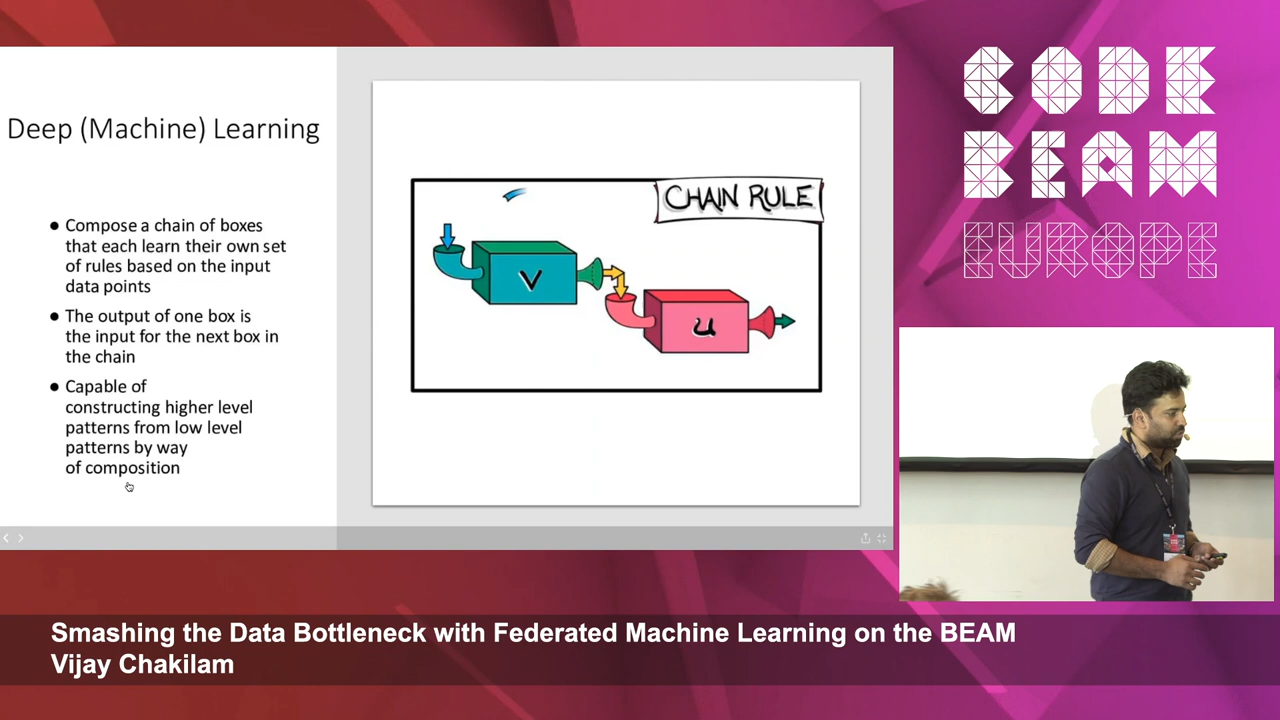 Deep (Machine) Learning
● Compose a chain of boxes
that each learn their own set
of rules based on the input
data points
● The output of one box is
the input for the next box in
the chain
● Capable of
constructing higher level
patterns from low level
patterns by way
of composition
CHAIN RULE
v
u
CODE
BEAM
EUROPE
Smashing the Data Bottleneck with Federated Machine Learning on the BEAM
Vijay Chakilam